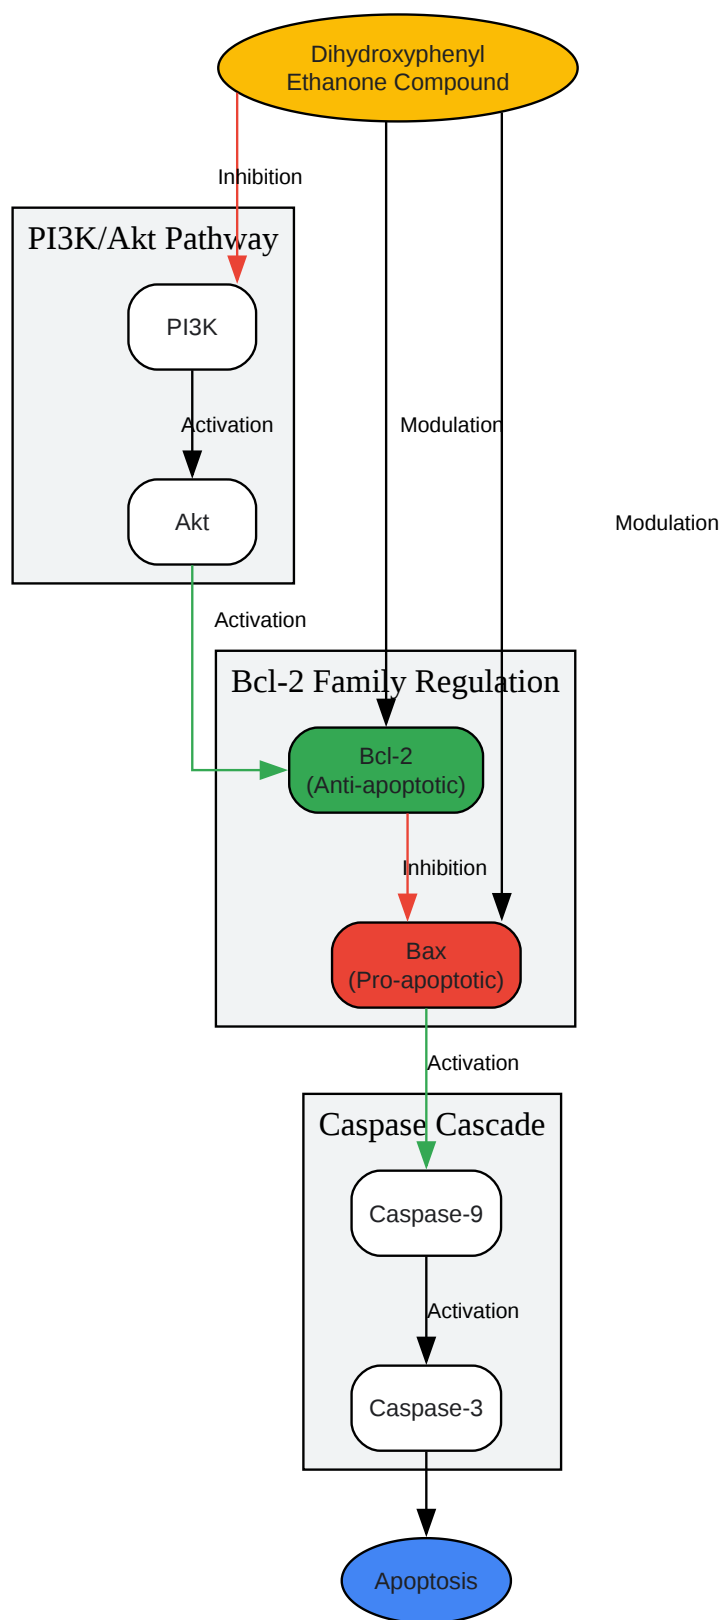 Dihydroxyphenyl
Ethanone Compound
Inhibition
PI3K/Akt Pathway
PI3K
Activation
Modulation
Akt
Modulation
Activation
Bcl-2 Family Regulation
Bcl-2
(Anti-apoptotic)
Inhibition
Bax
(Pro-apoptotic)
Activation
Caspase Cascade
Caspase-9
Activation
Caspase-3
Apoptosis